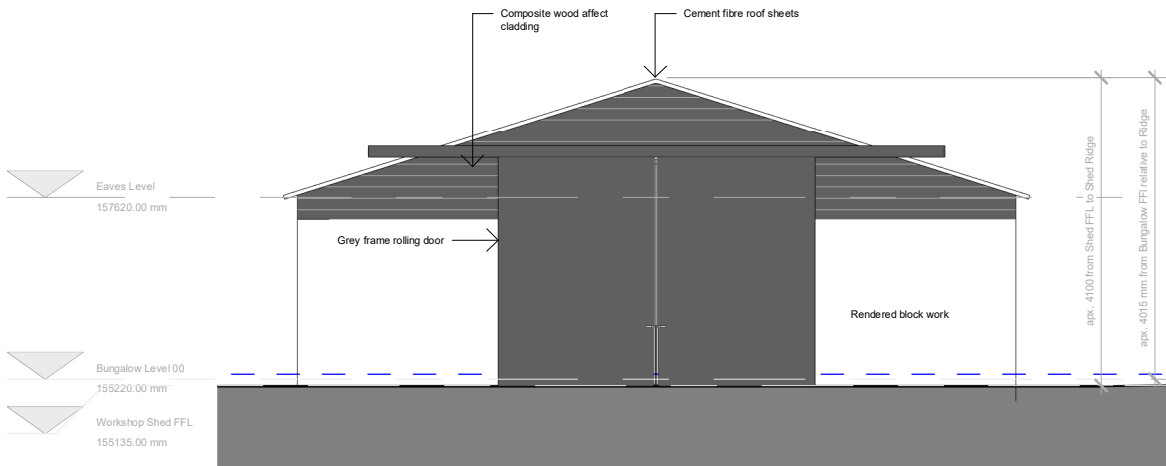 Composite wood affect
cladding
Cement fibre roof sheets
Eaves Level
157620.00 mm
Grey frame rolling door
Rendered block work
apx. 4100 from Shed FFL to Shed Ridge
apx. 4015 mm from Bungalow FFl relative to Ridge
Bungalow Level 00
155220.00 mm
Workshop Shed FFL
155135.00 mm